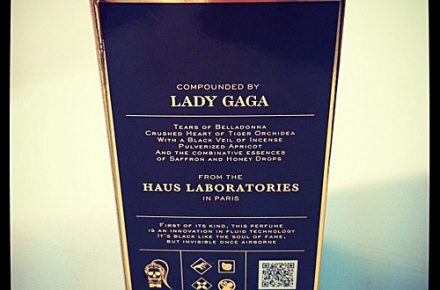 COMPOUNDED BY
LADY GAGA
TEARS OF BELLADONNA
CRUSHED HEART OF TIGER ORCHIDEA
WITH A BLACK VEIL OF INCENSE
PULVERIZED APRICOT
AND THE COMBINATIVE ESSENCES
OF SAFFRON AND HONEY DROPS
FROM THE
HAUS LABORATORIES
IN PARIS
FIRST OF ITS KIND, THIS PERFUME
IS AN INNOVATION IN FLUID TECHNOLOGY
IT'S BLACK LIKE THE SOUL OF FAME,
BUT INVISIBLE ONCE AIRBORNE